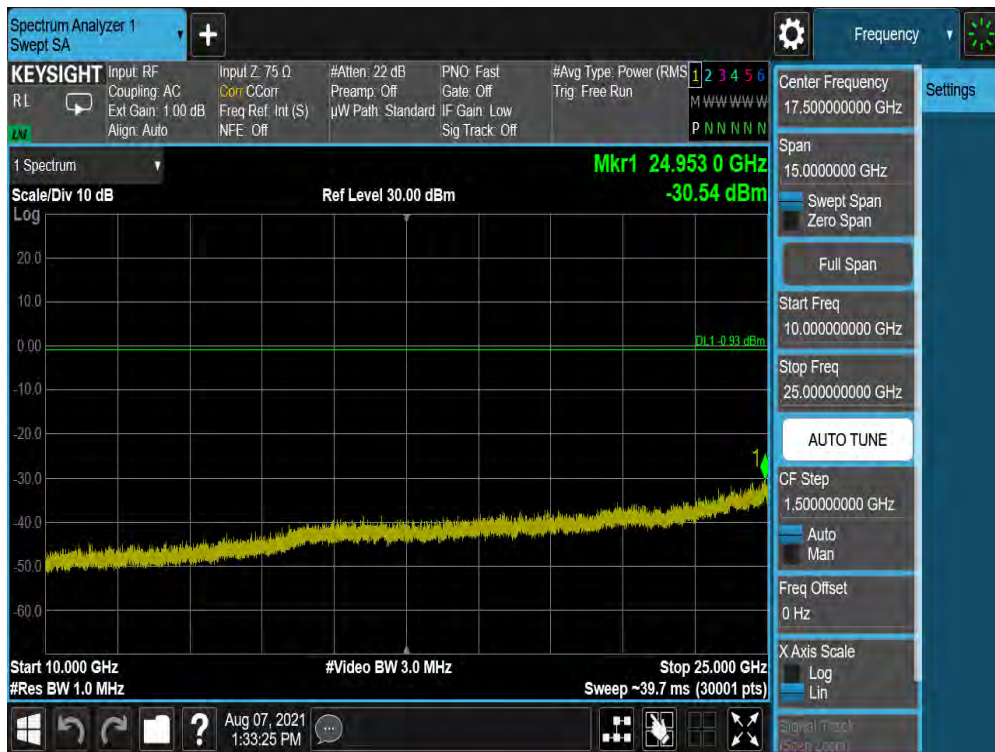 Spectrum Analyzer 1
Swept SA
Frequency
KEYSIGHT
R L
LXI
Input: RF
Coupling: AC
Ext Gain: 1.00 dB
Align: Auto
Input Z: 75 Ω
Corr CCorr
Freq Ref: Int (S)
NFE: Off
#Atten: 22 dB
Preamp: Off
µW Path: Standard
PNO: Fast
Gate: Off
IF Gain: Low
Sig Track: Off
#Avg Type: Power (RMS
Trig: Free Run
1 2 3 4 5 6
M W W W W W
P N N N N N
1 Spectrum
Mkr1 24.953 0 GHz
Scale/Div 10 dB
Ref Level 30.00 dBm
-30.54 dBm
Log
20.0
10.0
0.00
DL1 -0.93 dBm
-10.0
-20.0
1
-30.0
-40.0
-50.0
-60.0
Start 10.000 GHz
#Video BW 3.0 MHz
Stop 25.000 GHz
#Res BW 1.0 MHz
Sweep ~39.7 ms (30001 pts)
Center Frequency
17.500000000 GHz
Settings
Span
15.0000000 GHz
Swept Span
Zero Span
Full Span
Start Freq
10.000000000 GHz
Stop Freq
25.000000000 GHz
AUTO TUNE
CF Step
1.500000000 GHz
Auto
Man
Freq Offset
0 Hz
X Axis Scale
Log
Lin
Signal Track
?
Aug 07, 2021
1:33:25 PM